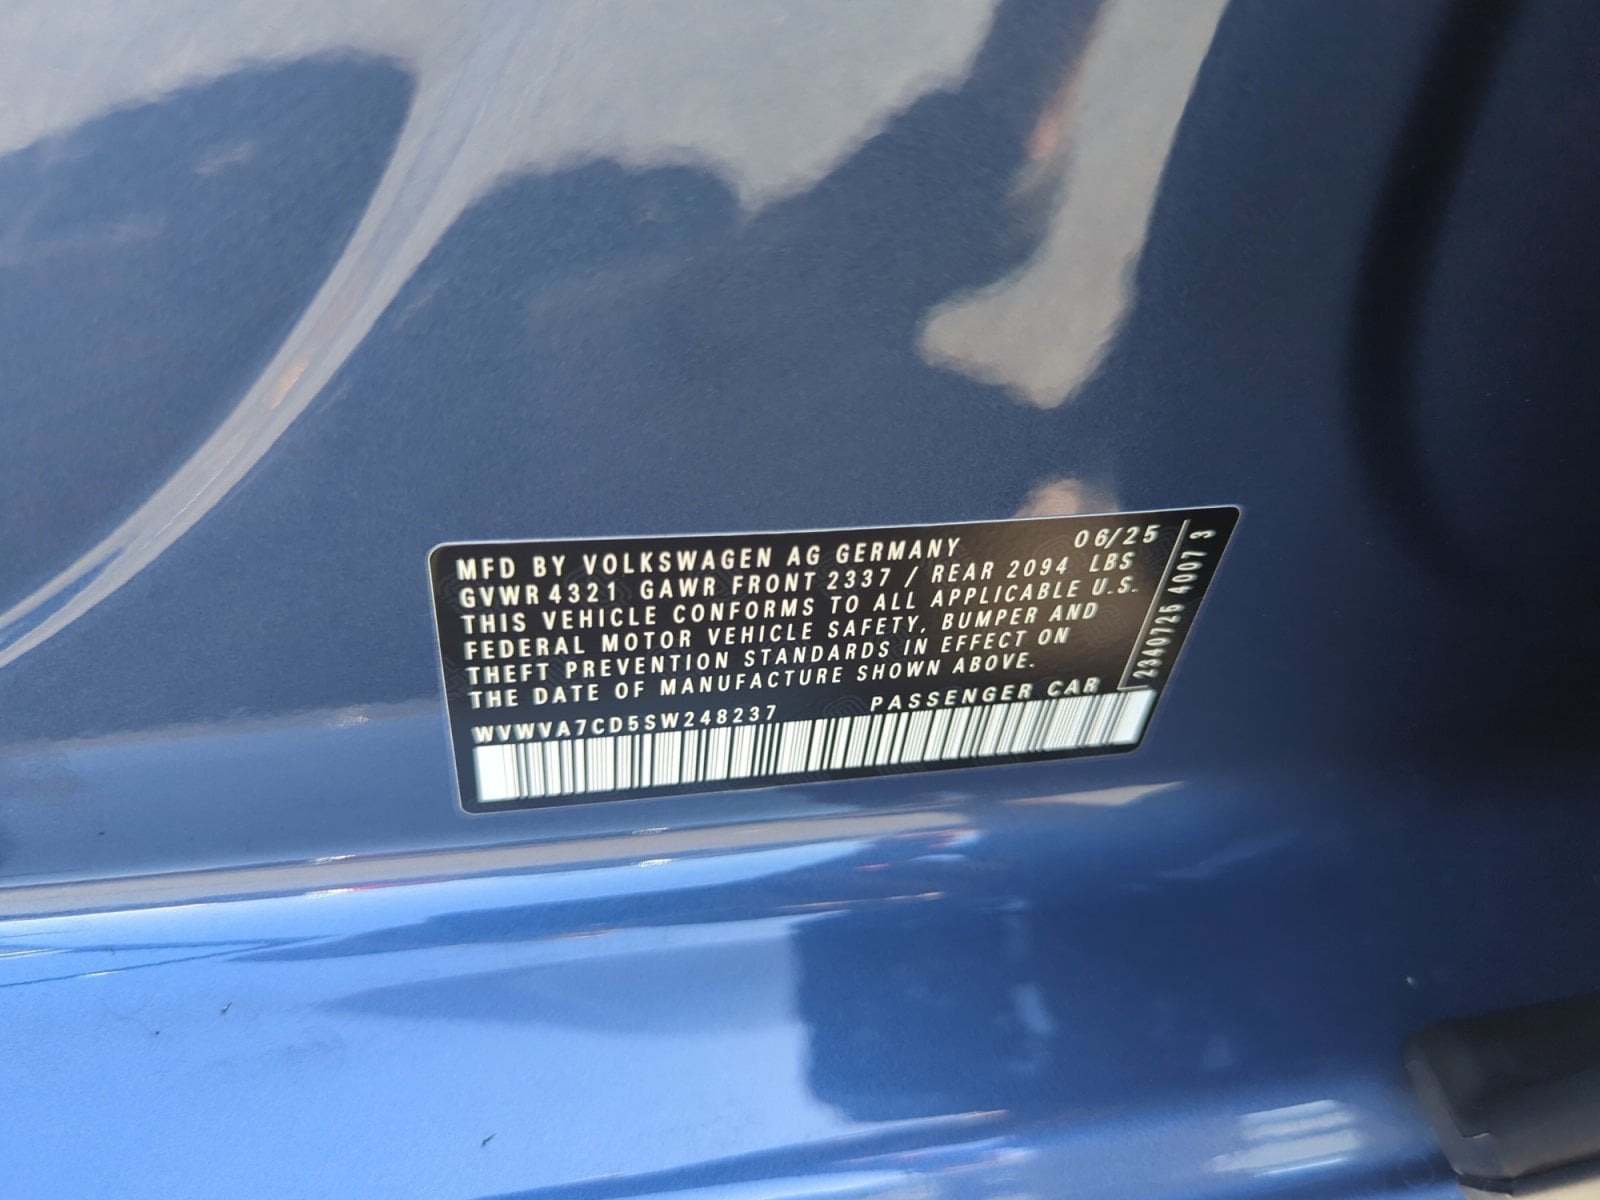 MFD BY VOLKSWAGEN AG GERMANY 06/25
GVWR 4321 GAWR FRONT 2337 / REAR 2094 LBS
THIS VEHICLE CONFORMS TO ALL APPLICABLE U.S.
FEDERAL MOTOR VEHICLE SAFETY, BUMPER AND
THEFT PREVENTION STANDARDS IN EFFECT ON
THE DATE OF MANUFACTURE SHOWN ABOVE.
WVWVA7CD5SW248237 PASSENGER CAR
2340725 4007 3